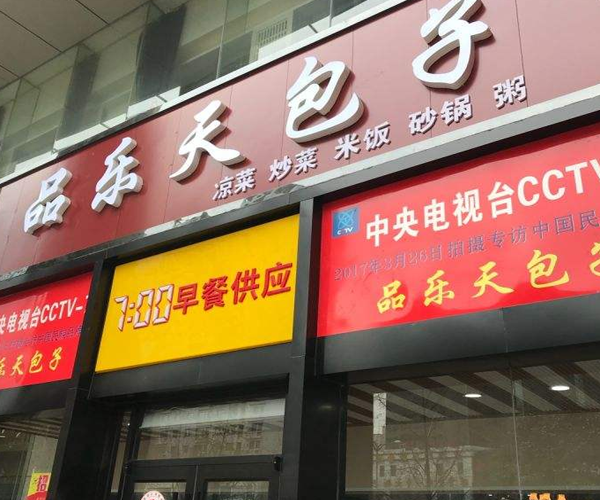 品乐天包子
凉菜 炒菜 米饭 砂锅 粥
央电视台CCTV-7
乐天包子
7:00早餐供应
中央电视台CCTV
2017年3月26日拍摄专访中国民
品乐天包子
招